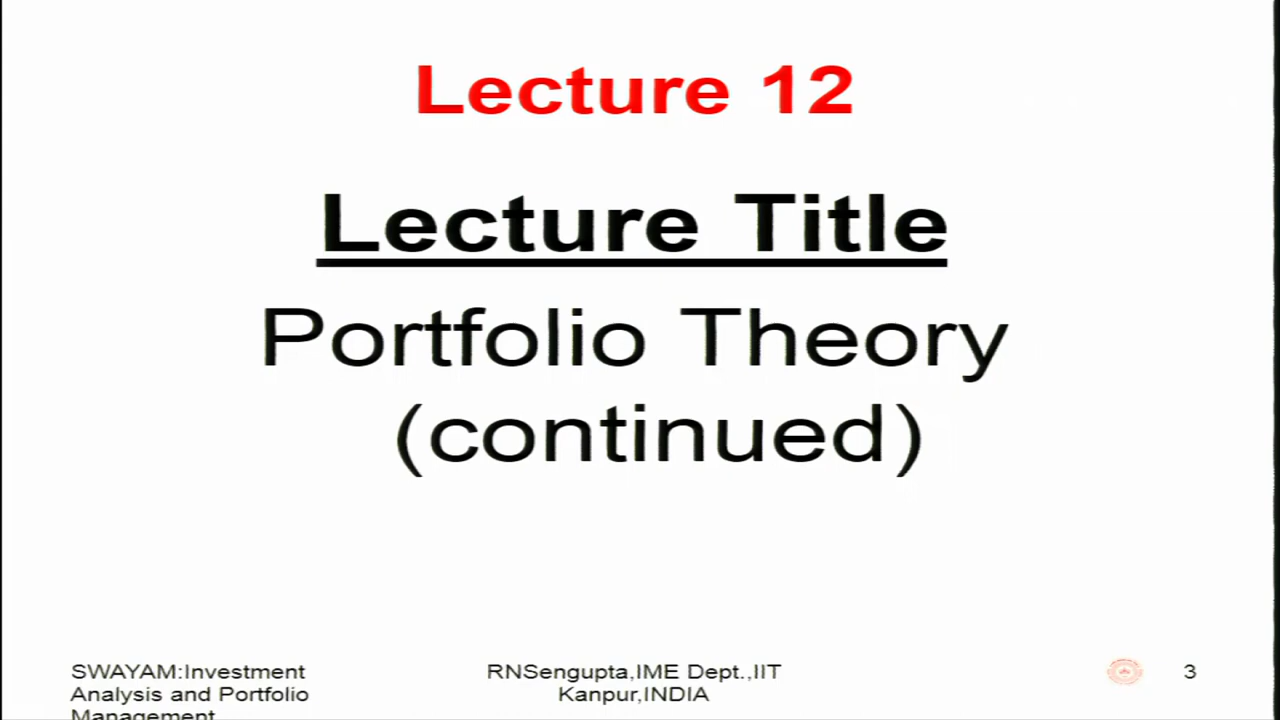 Lecture 12
Lecture Title
Portfolio Theory
(continued)
SWAYAM:Investment
Analysis and Portfolio
Management
RNSengupta,IME Dept.,IIT
Kanpur,INDIA
3